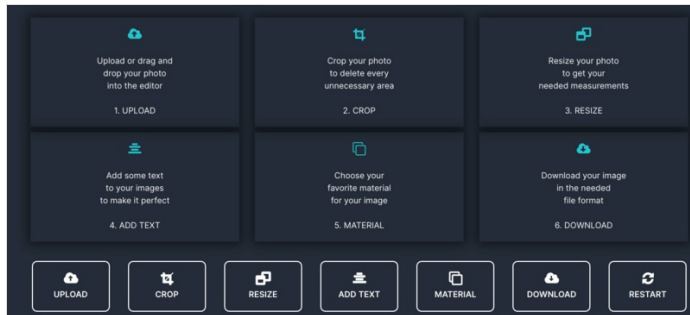 Upload or drag and
drop your photo
into the editor
1. UPLOAD
Crop your photo
to delete every
unnecessary area
2. CROP
Resize your photo
to get your
needed measurements
3. RESIZE
Add some text
to your images
to make it perfect
4. ADD TEXT
Choose your
favorite material
for your image
5. MATERIAL
Download your image
in the needed
file format
6. DOWNLOAD
UPLOAD
CROP
RESIZE
ADD TEXT
MATERIAL
DOWNLOAD
RESTART